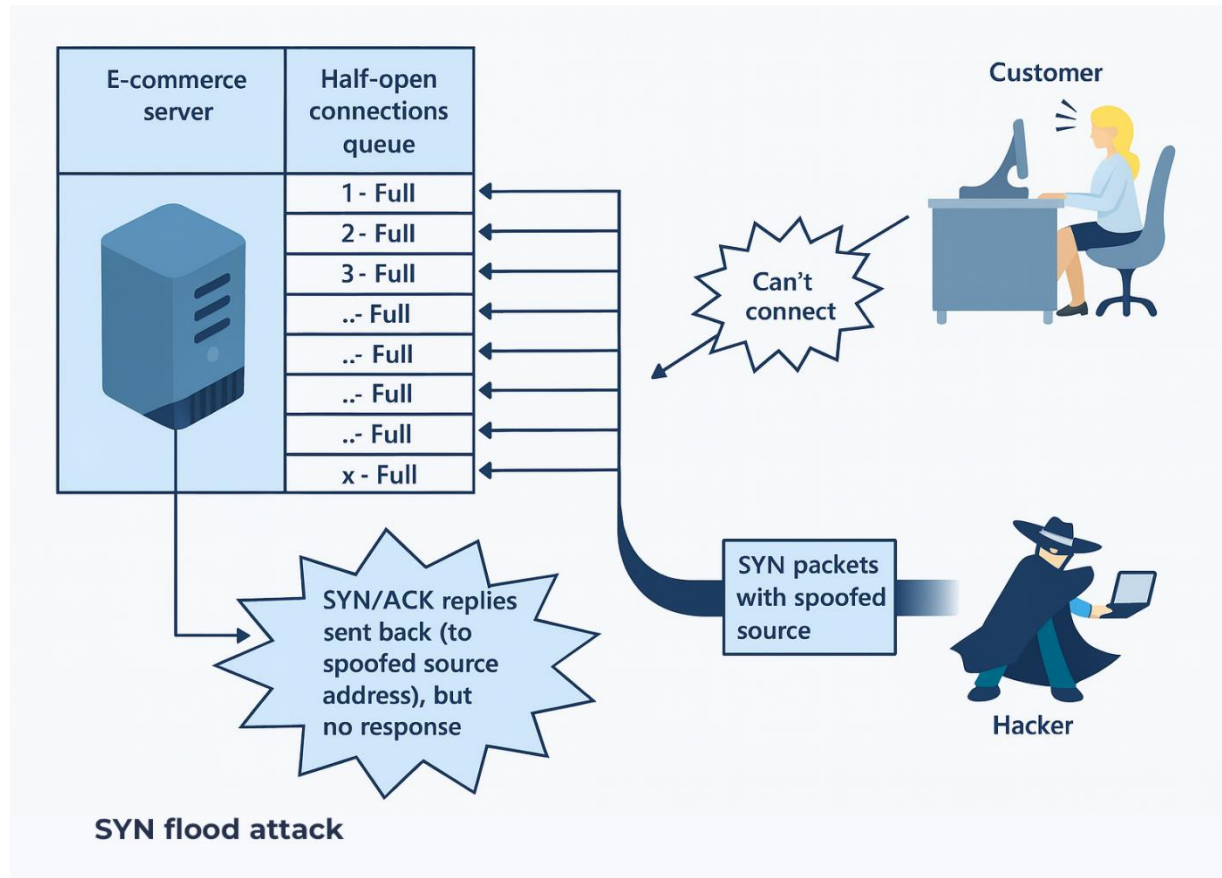 E-commerce
server
Half-open
connections
queue
1 - Full
2 - Full
3 - Full
..- Full
..- Full
..- Full
..- Full
x - Full
Customer
Can't
connect
SYN packets
with spoofed
source
Hacker
SYN/ACK replies
sent back (to
spoofed source
address), but
no response
SYN flood attack